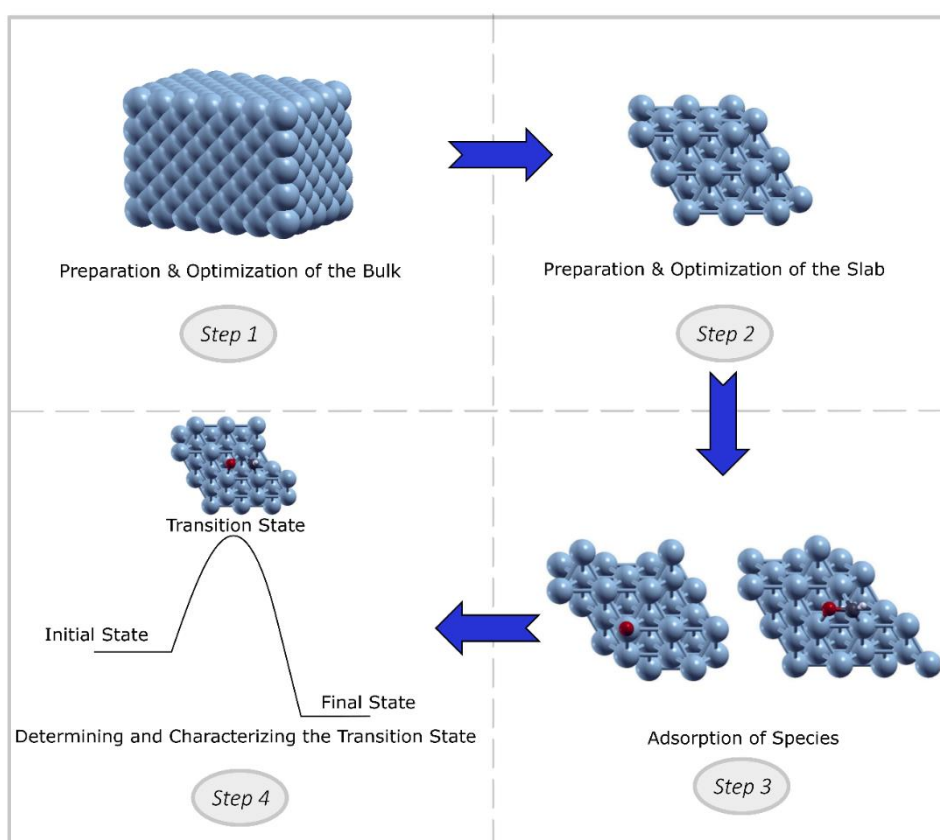 Preparation & Optimization of the Bulk
Step 1
Preparation & Optimization of the Slab
Step 2
Adsorption of Species
Step 3
Transition State
Initial State
Final State
Determining and Characterizing the Transition State
Step 4